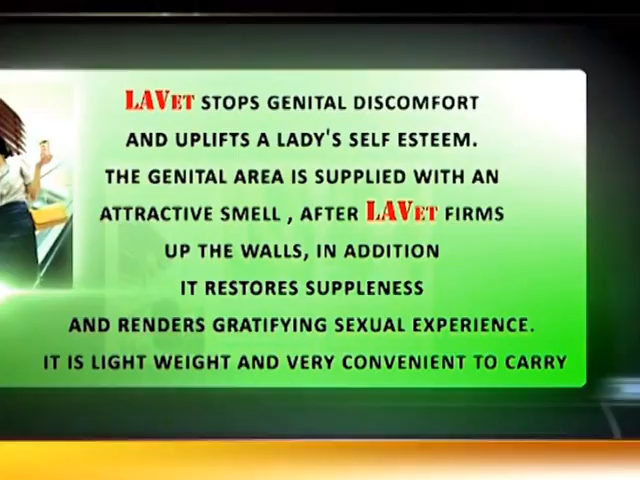 LAVET STOPS GENITAL DISCOMFORT
AND UPLIFTS A LADY'S SELF ESTEEM.
THE GENITAL AREA IS SUPPLIED WITH AN
ATTRACTIVE SMELL , AFTER LAVET FIRMS
UP THE WALLS, IN ADDITION
IT RESTORES SUPPLENESS
AND RENDERS GRATIFYING SEXUAL EXPERIENCE.
IT IS LIGHT WEIGHT AND VERY CONVENIENT TO CARRY